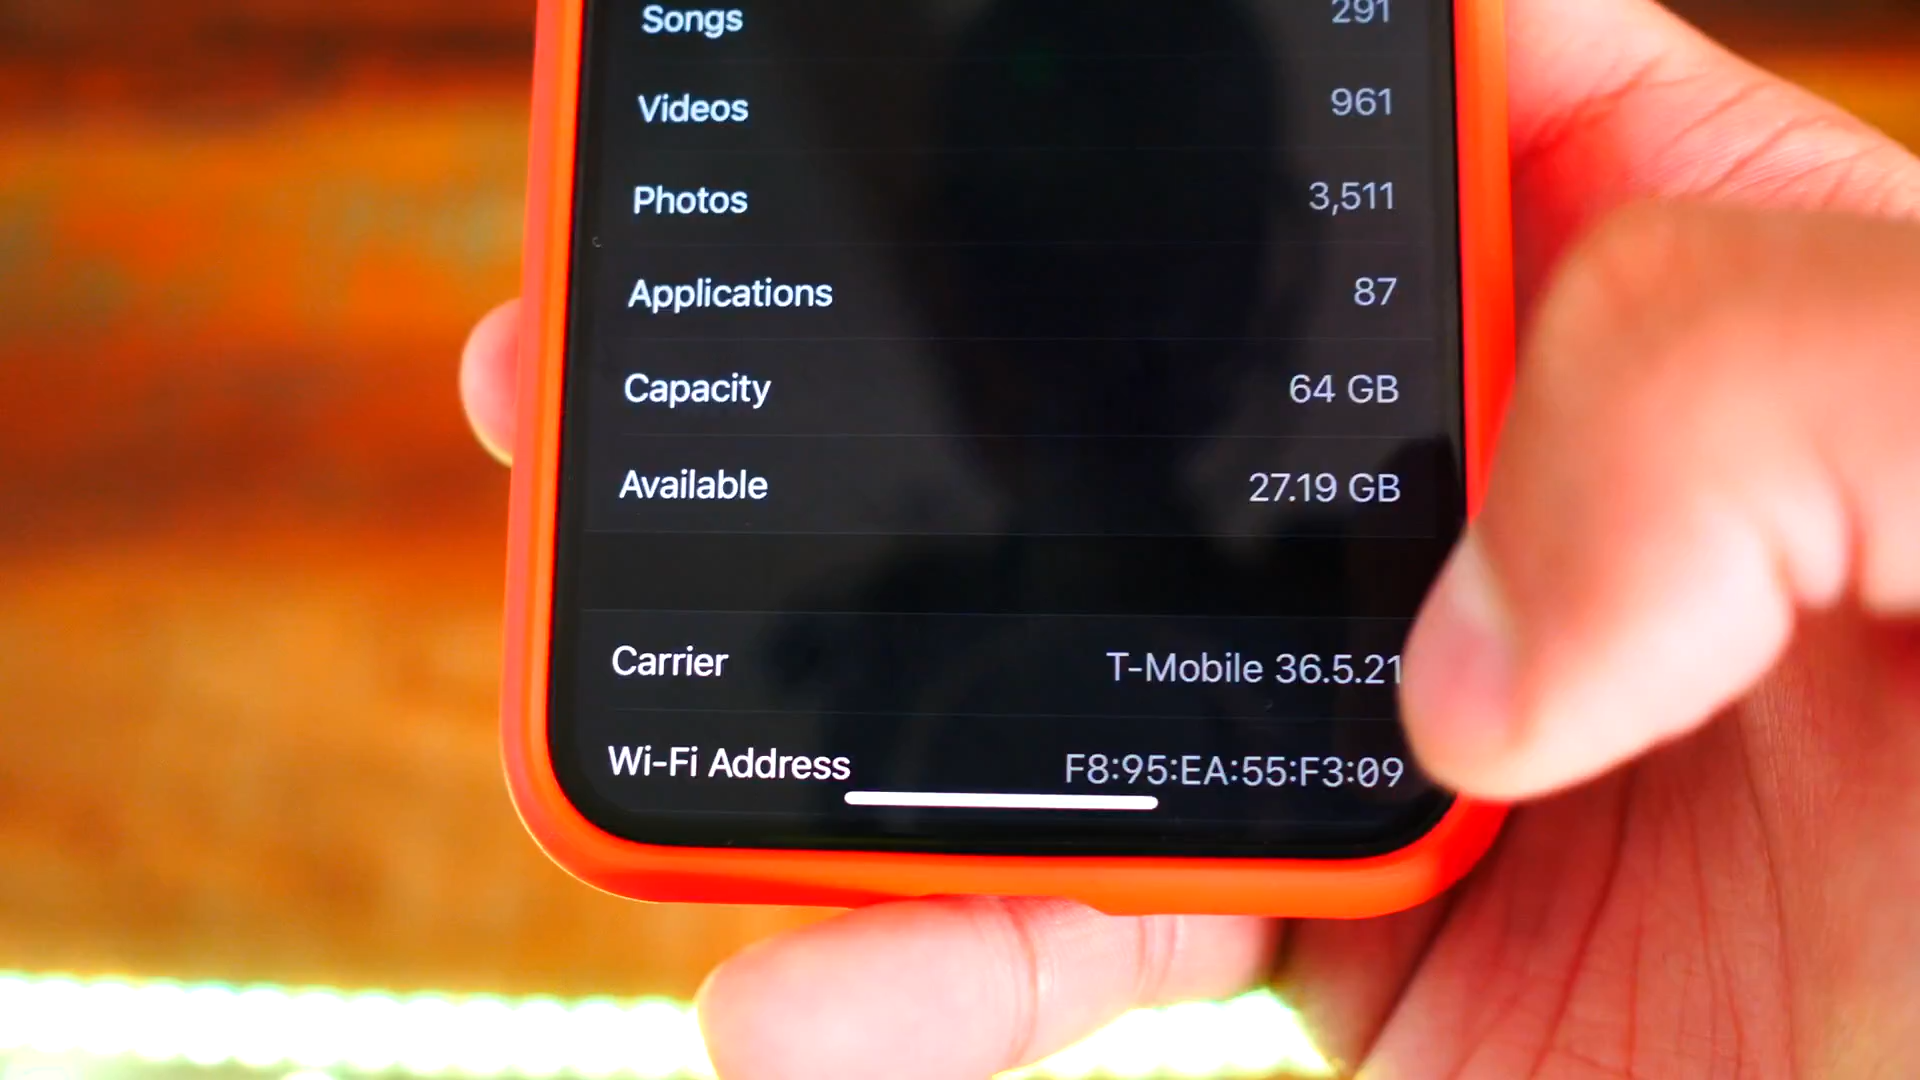 Songs 291
Videos 961
Photos 3,511
Applications 87
Capacity 64 GB
Available 27.19 GB
Carrier T-Mobile 36.5.21
Wi-Fi Address F8:95:EA:55:F3:09